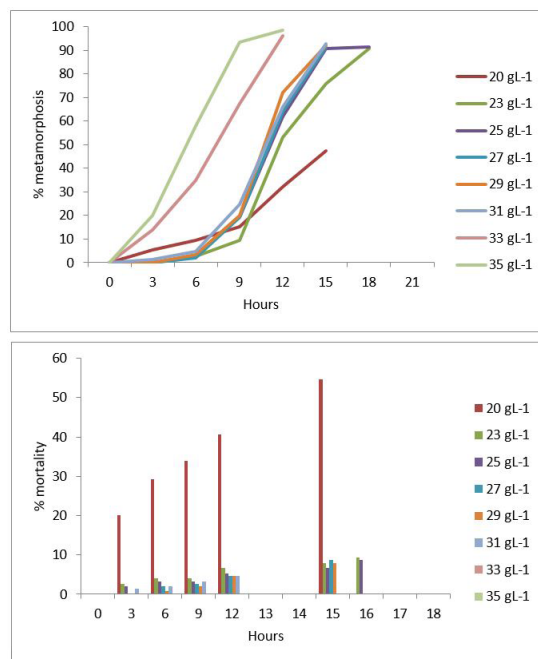 100
90
80
70
60
50
40
30
20
10
0
% metamorphosis
0 3 6 9 12 15 18 21
Hours
20 gL-1
23 gL-1
25 gL-1
27 gL-1
29 gL-1
31 gL-1
33 gL-1
35 gL-1
60
50
40
30
20
10
0
% mortality
0 3 6 9 12 13 14 15 16 17 18
Hours
20 gL-1
23 gL-1
25 gL-1
27 gL-1
29 gL-1
31 gL-1
33 gL-1
35 gL-1